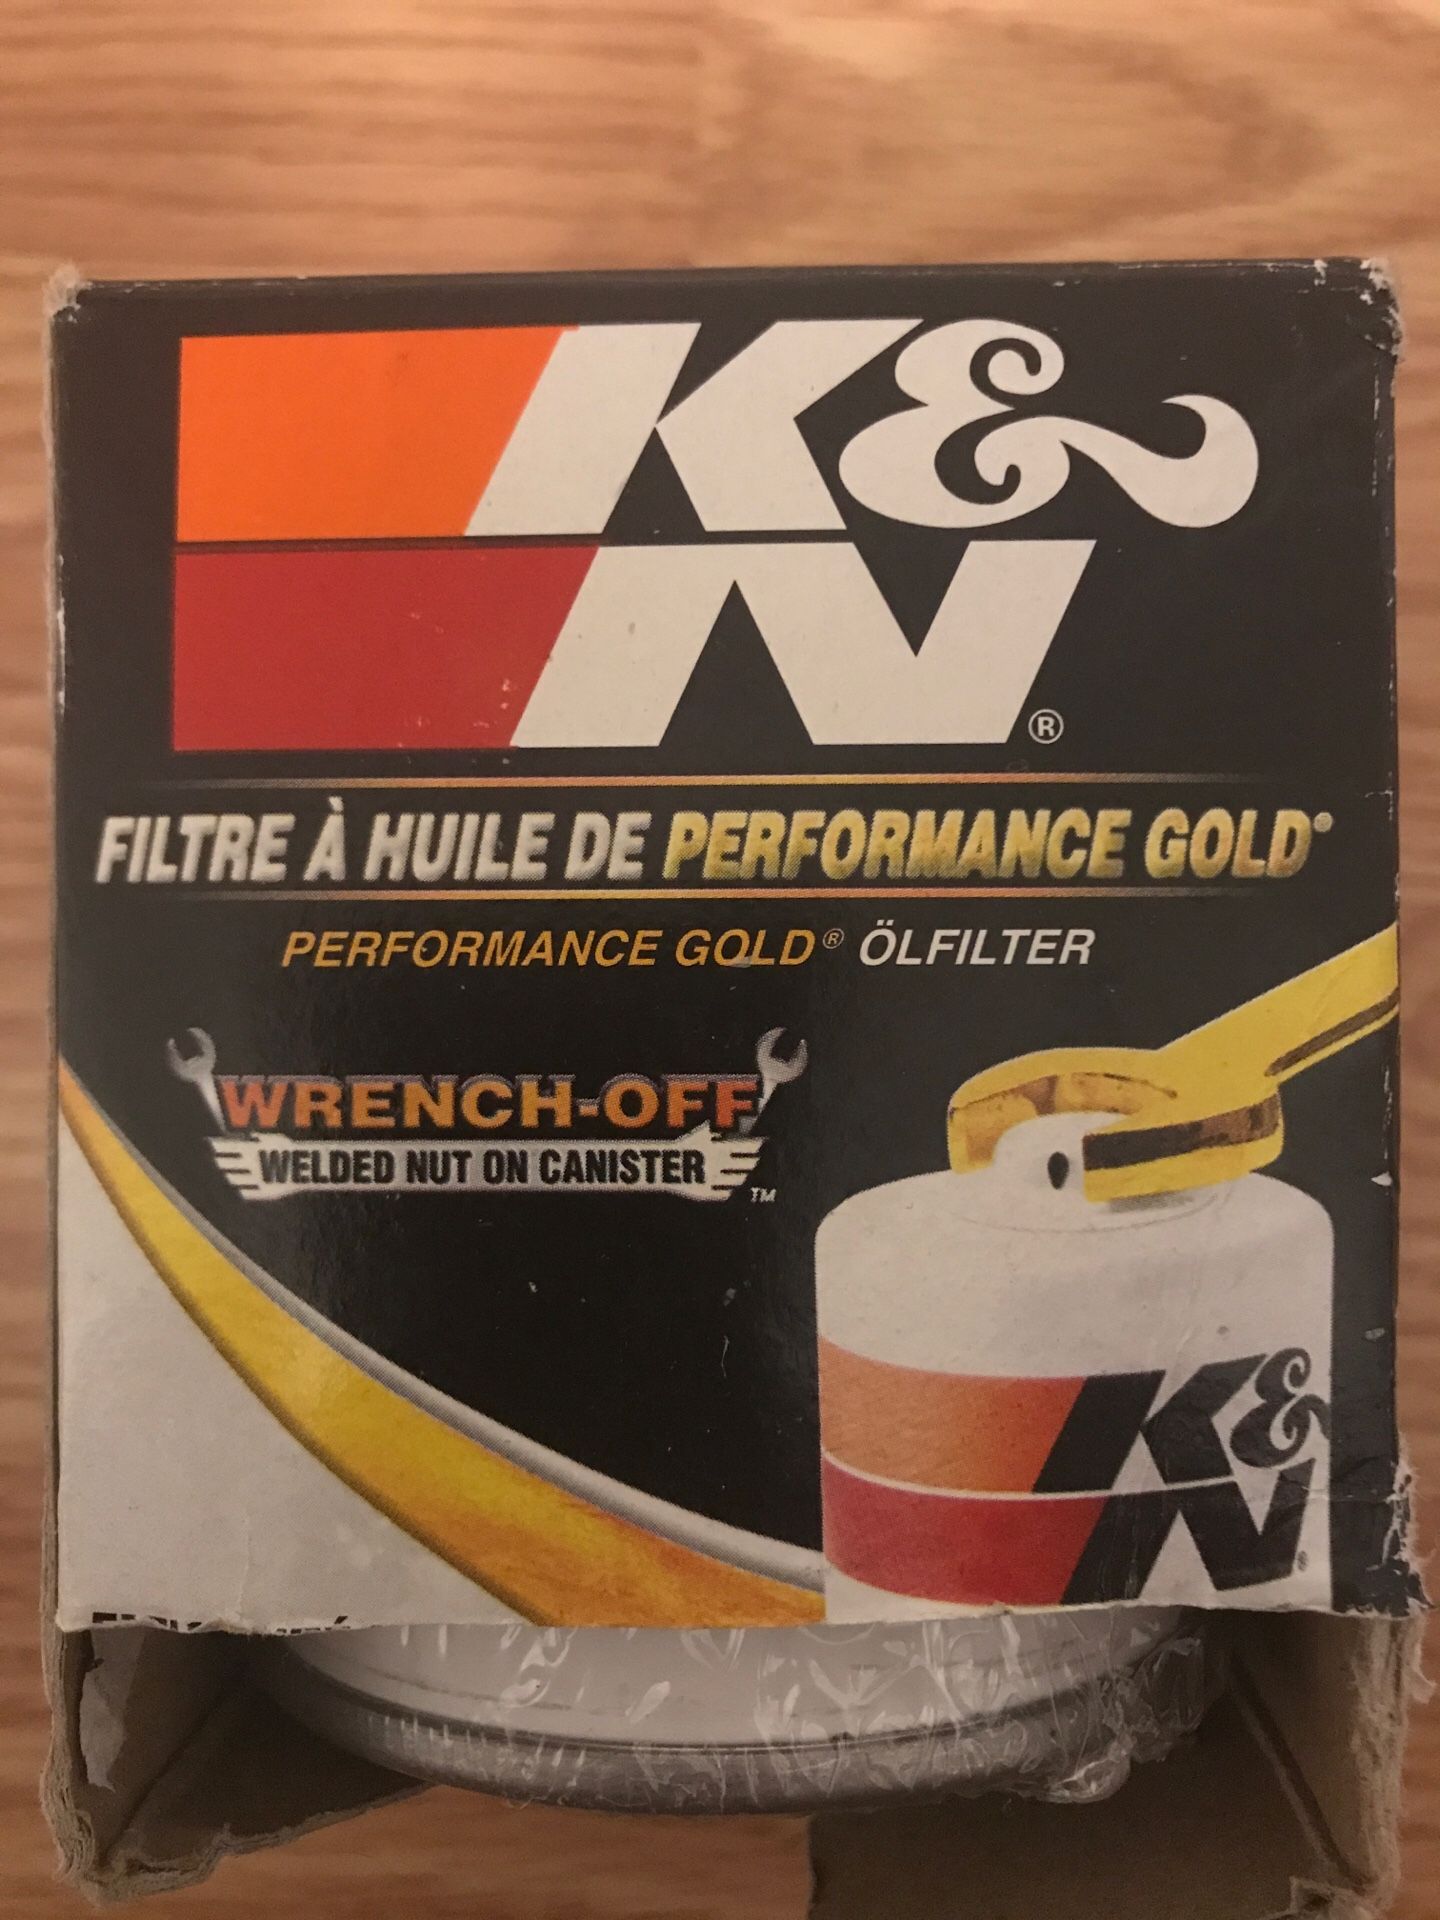 K&
N®
FILTRE À HUILE DE PERFORMANCE GOLD®
PERFORMANCE GOLD® ÖLFILTER
WRENCH-OFF
WELDED NUT ON CANISTER
™
K&
N®